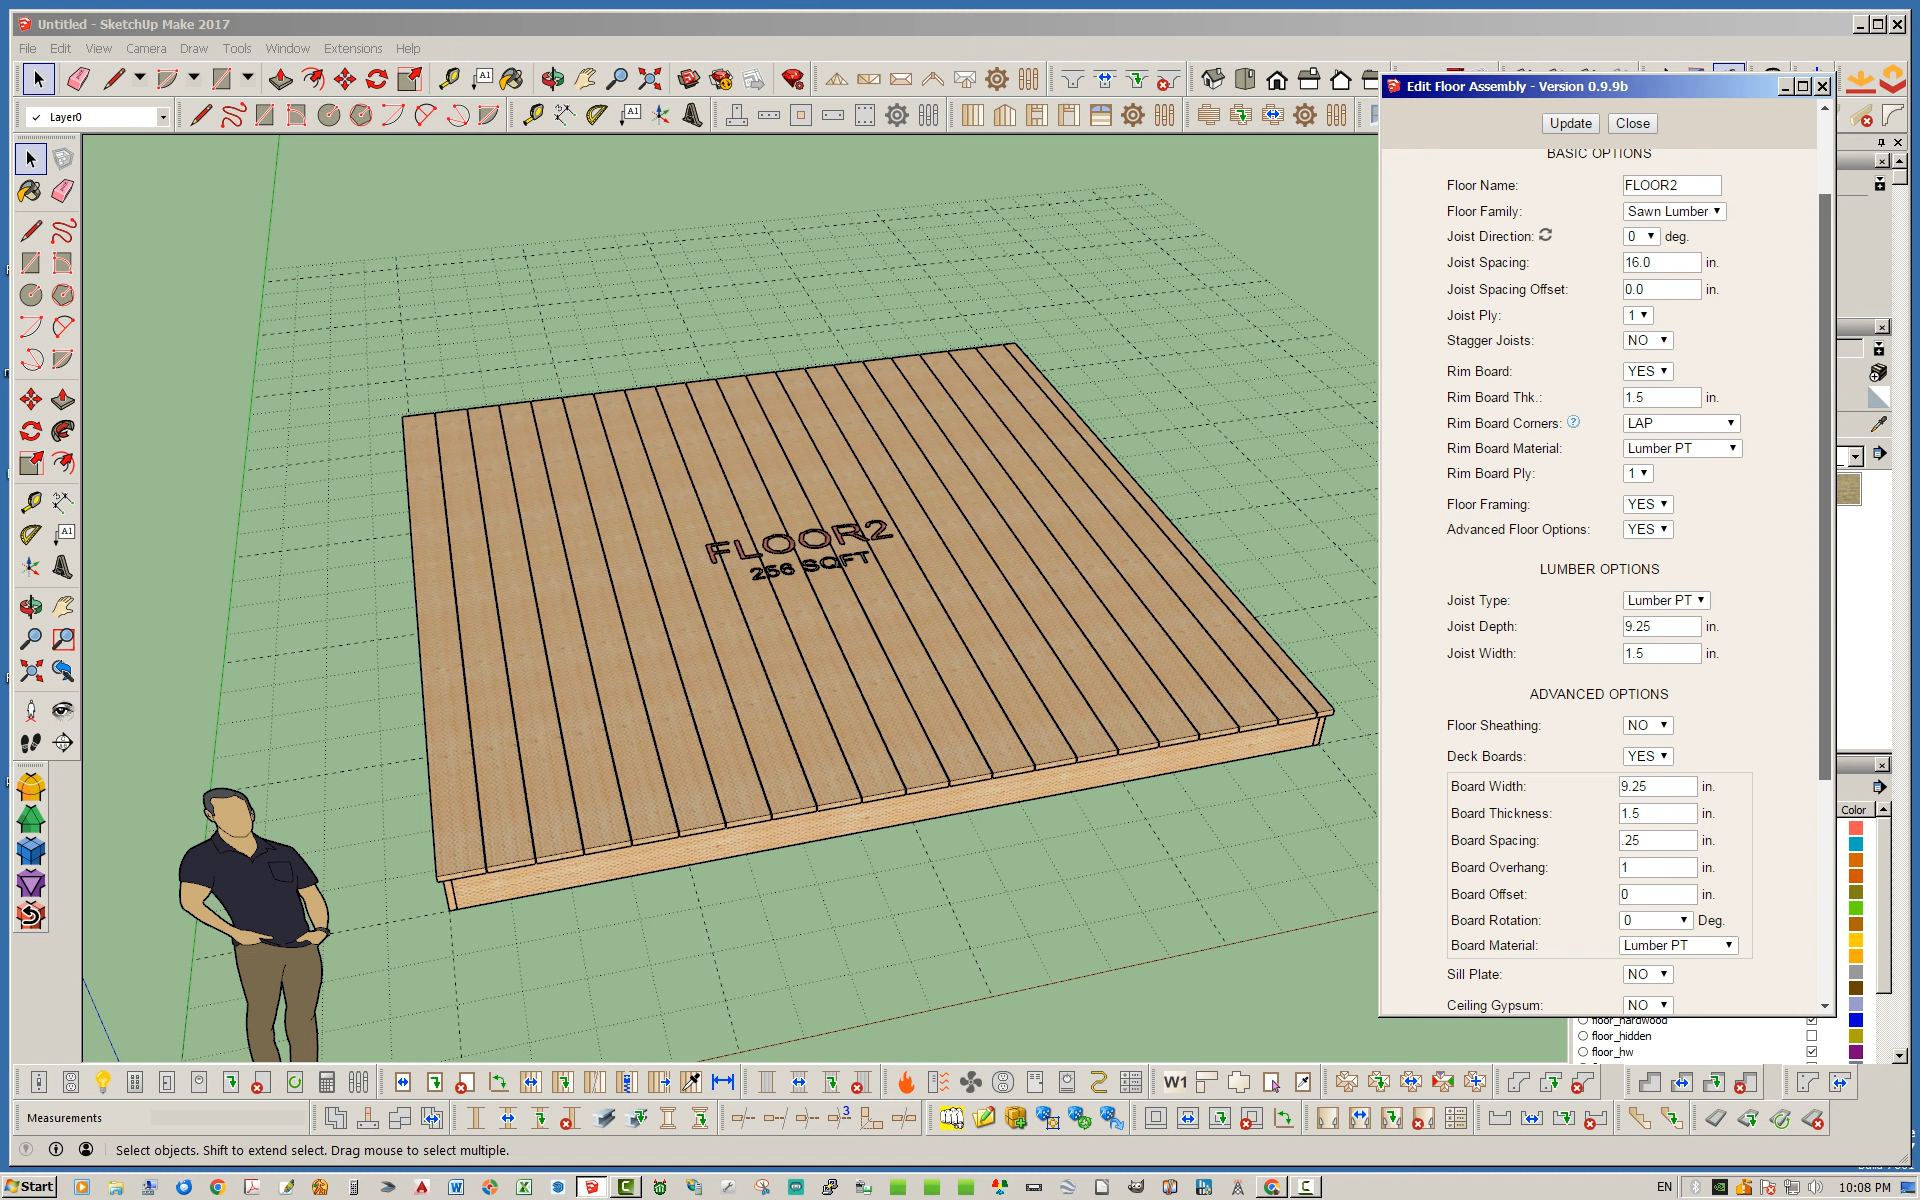 Untitled - SketchUp Make 2017
File Edit View Camera Draw Tools Window Extensions Help
Layer0
Edit Floor Assembly - Version 0.9.9b
Update Close
BASIC OPTIONS
Floor Name: FLOOR2
Floor Family: Sawn Lumber
Joist Direction: 0 deg.
Joist Spacing: 16.0 in.
Joist Spacing Offset: 0.0 in.
Joist Ply: 1
Stagger Joists: NO
Rim Board: YES
Rim Board Thk.: 1.5 in.
Rim Board Corners: LAP
Rim Board Material: Lumber PT
Rim Board Ply: 1
Floor Framing: YES
Advanced Floor Options: YES
LUMBER OPTIONS
Joist Type: Lumber PT
Joist Depth: 9.25 in.
Joist Width: 1.5 in.
ADVANCED OPTIONS
Floor Sheathing: NO
Deck Boards: YES
Board Width: 9.25 in.
Board Thickness: 1.5 in.
Board Spacing: .25 in.
Board Overhang: 1 in.
Board Offset: 0 in.
Board Rotation: 0 Deg.
Board Material: Lumber PT
Sill Plate: NO
Ceiling Gypsum: NO
FLOOR2
256 SQFT
Color
floor_hardwood
floor_hidden
floor_hw
W1
Measurements
Select objects. Shift to extend select. Drag mouse to select multiple.
Start
EN
10:08 PM